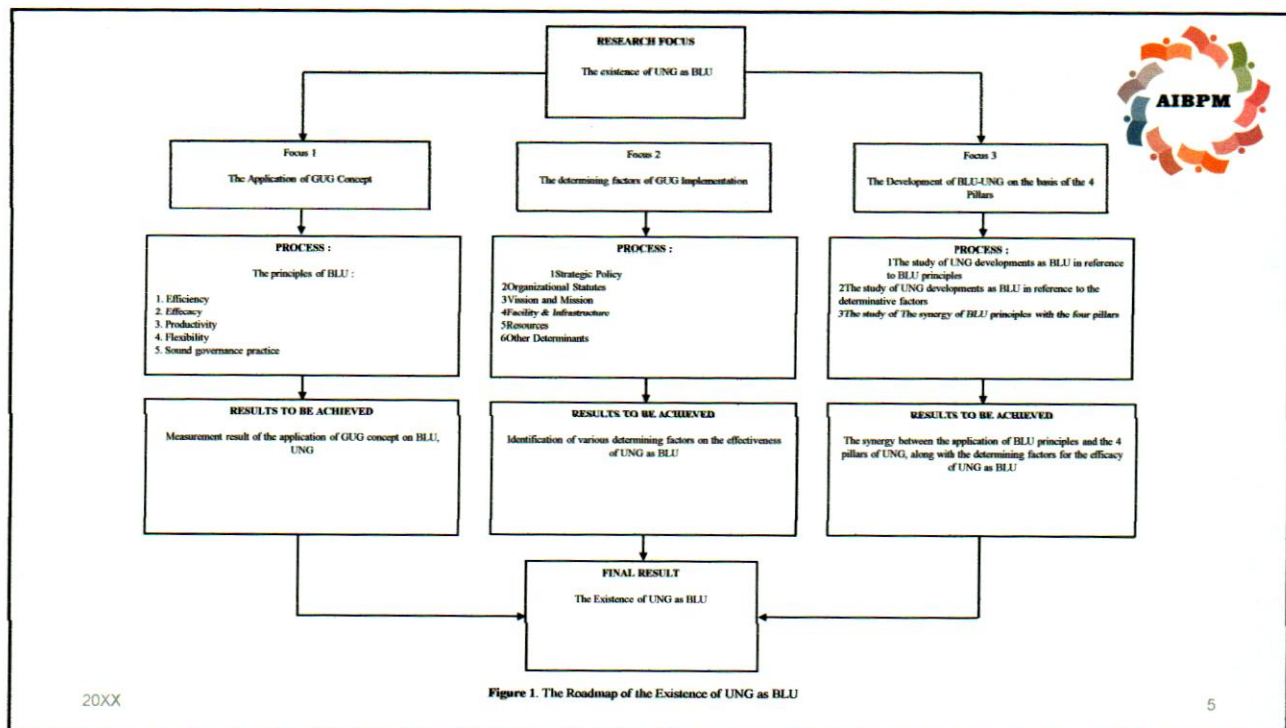 RESEARCH FOCUS
The existence of UNG as BLU
AIBPM
Focus 1
The Application of GUG Concept
Focus 2
The determining factors of GUG Implementation
Focus 3
The Development of BLU-UNG on the basis of the 4
Pillars
PROCESS :
The principles of BLU :
1. Efficiency
2. Effecacy
3. Productivity
4. Flexibility
5. Sound governance practice
PROCESS :
1Strategic Policy
2Organizational Statutes
3Vission and Mission
4Facility & Infrastructure
5Resources
6Other Determinants
PROCESS :
1The study of UNG developments as BLU in reference
to BLU principles
2The study of UNG developments as BLU in reference to the
determinative factors
3The study of The synergy of BLU principles with the four pillars
RESULTS TO BE ACHIEVED
Measurement result of the application of GUG concept on BLU,
UNG
RESULTS TO BE ACHIEVED
Identification of various determining factors on the effectiveness
of UNG as BLU
RESULTS TO BE ACHIEVED
The synergy between the application of BLU principles and the 4
pillars of UNG, along with the determining factors for the efficacy
of UNG as BLU
FINAL RESULT
The Existence of UNG as BLU
Figure 1. The Roadmap of the Existence of UNG as BLU
20XX
5